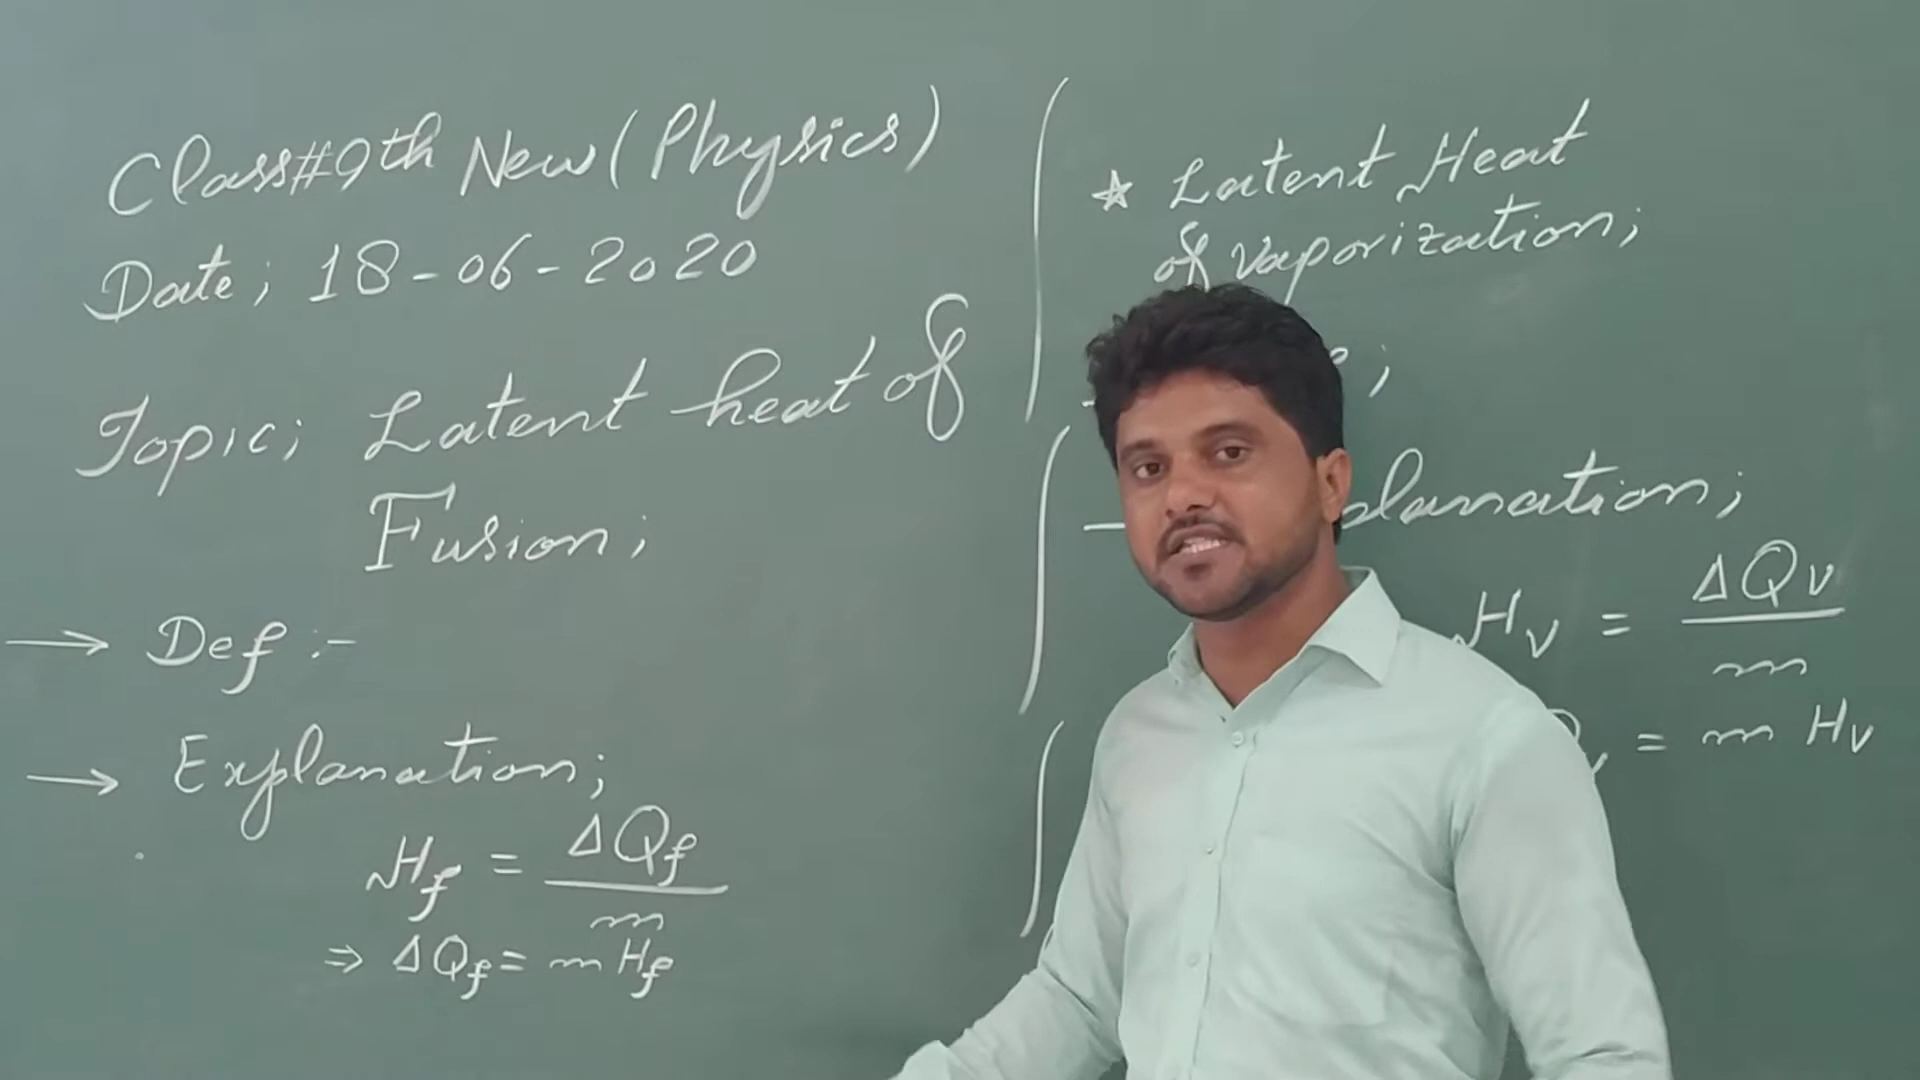 Class#9th New (Physics)
Date; 18-06-2020
Topic; Latent heat of
Fusion;
→ Def :-
→ Explanation;
Hf = ΔQf / m
⇒ ΔQf = m Hf
☆ Latent Heat
of vaporization;
;
planation;
Hv = ΔQv / m
= m Hv